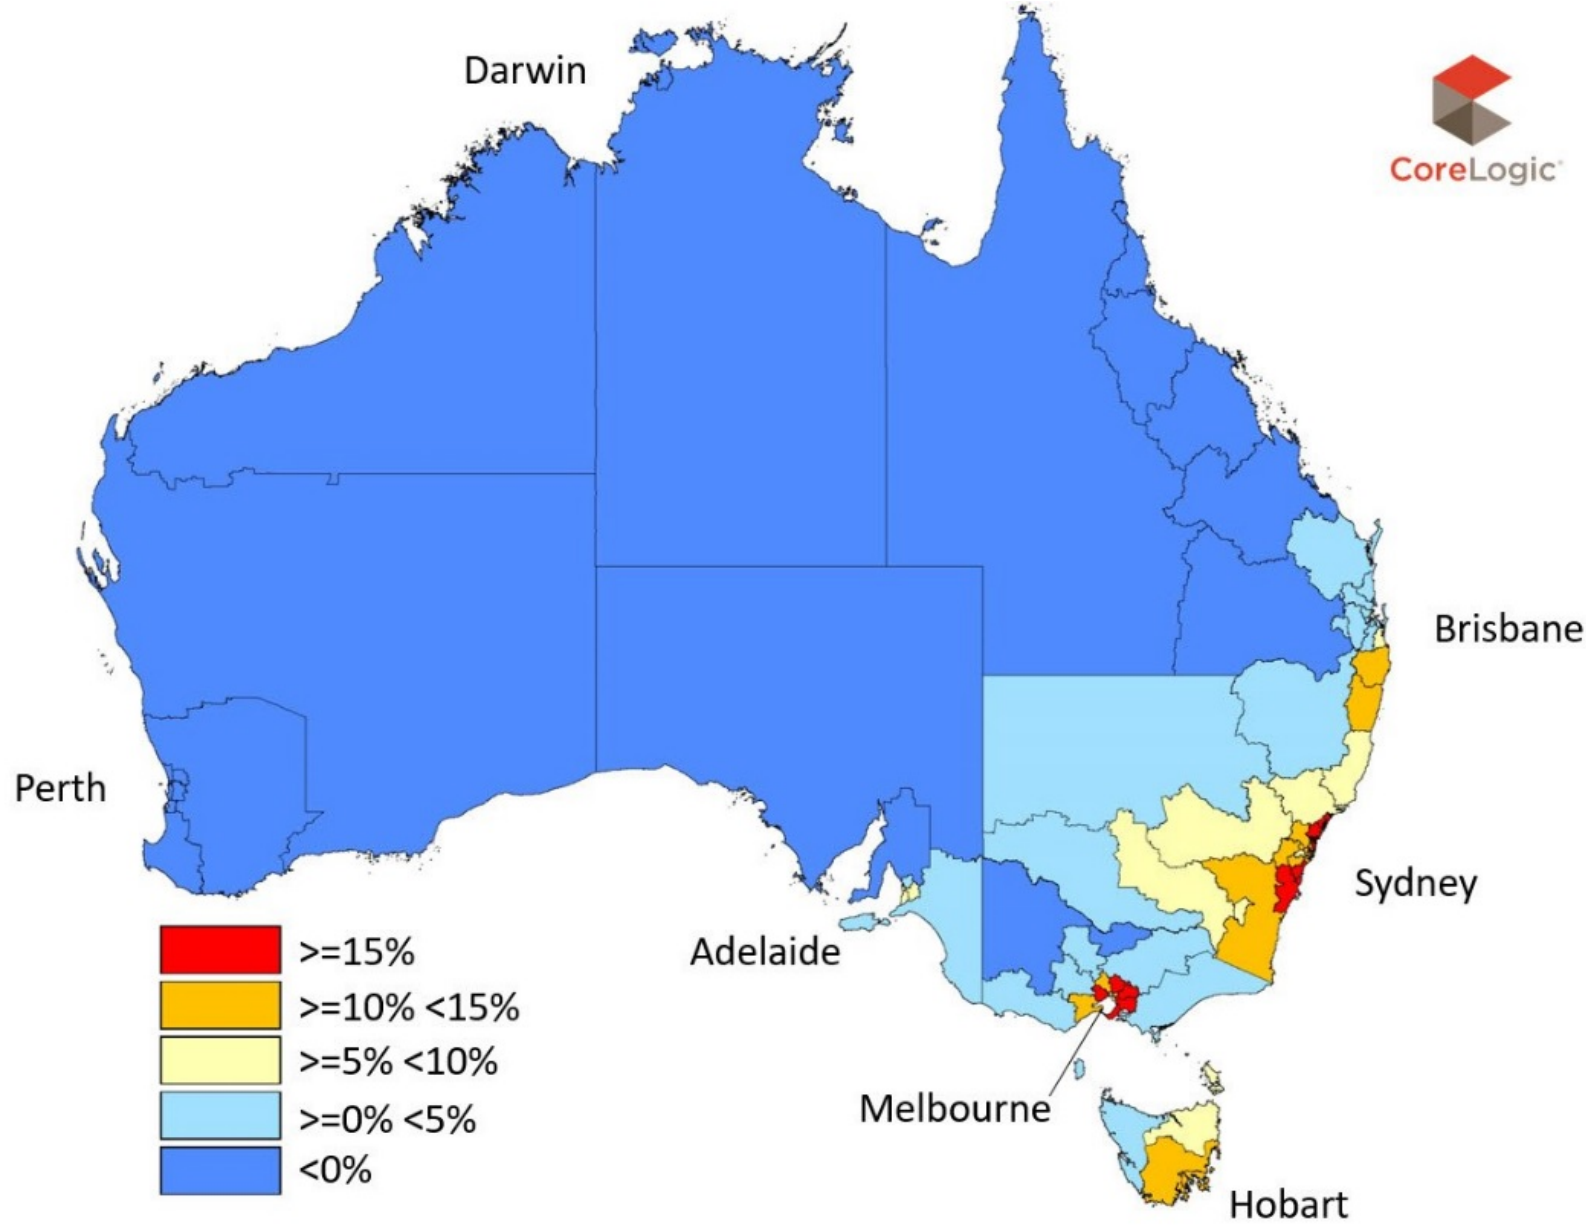 Darwin
CoreLogic
Brisbane
Perth
Sydney
Adelaide
>=15%
>=10% <15%
>=5% <10%
>=0% <5%
<0%
Melbourne
Hobart